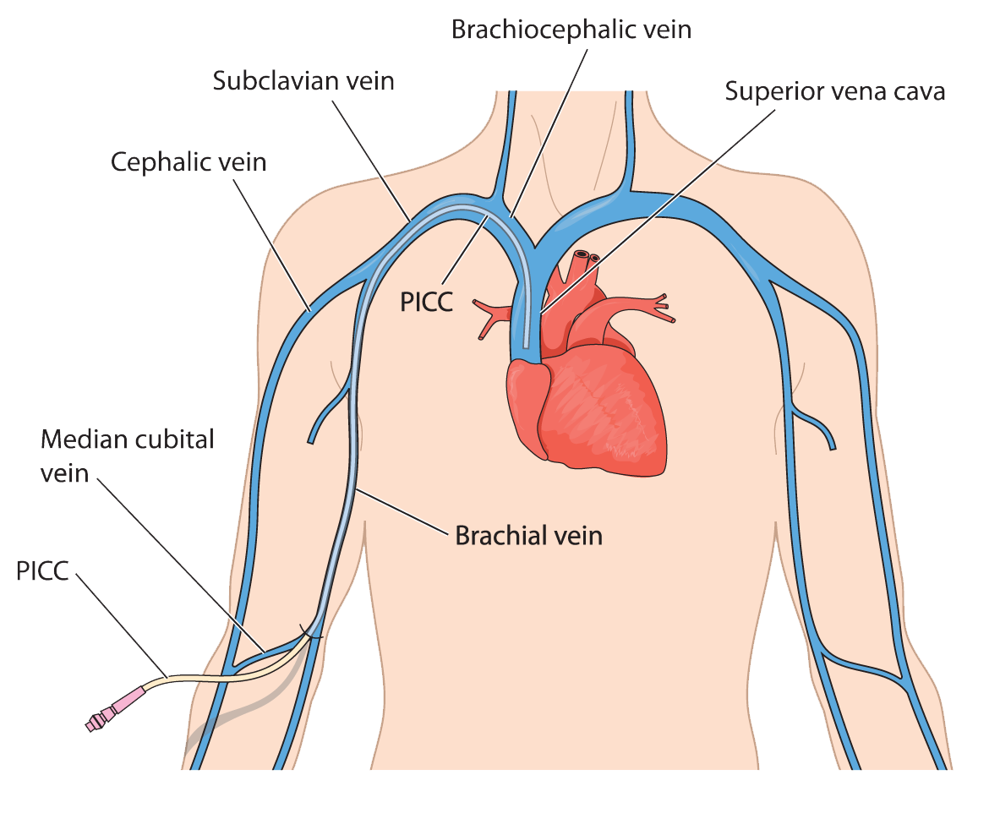 Brachiocephalic vein
Subclavian vein
Superior vena cava
Cephalic vein
PICC
Median cubital
vein
Brachial vein
PICC